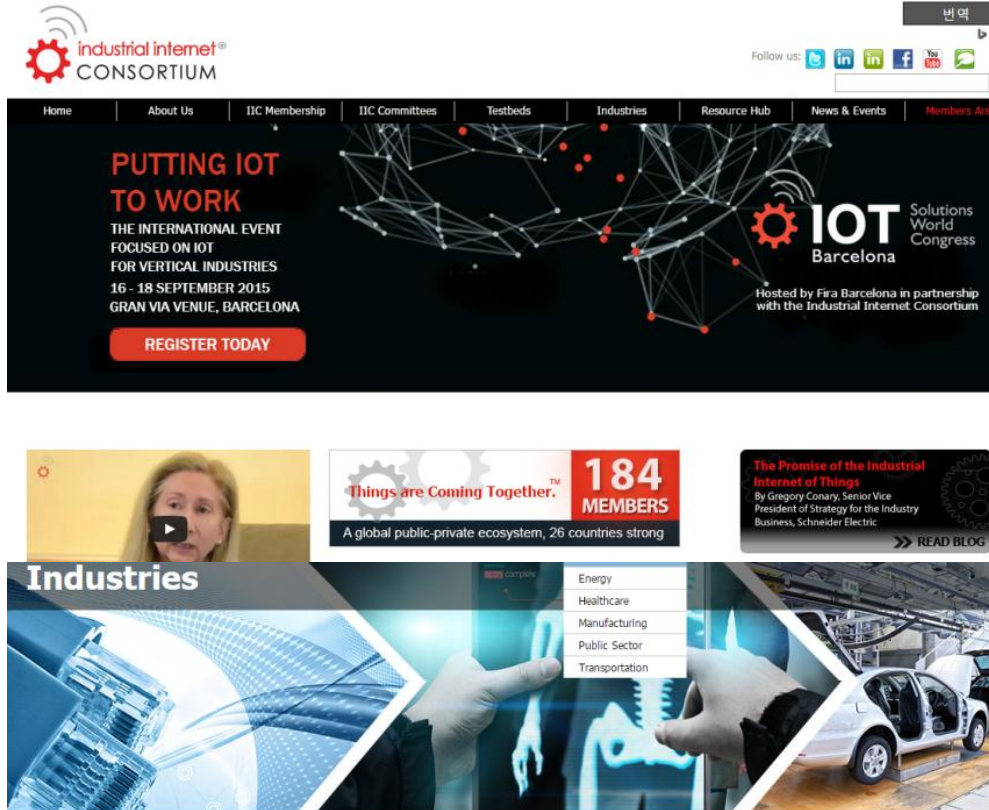 번역
industrial internet®
CONSORTIUM
Follow us:
You
Tube
Home
About Us
IIC Membership
IIC Committees
Testbeds
Industries
Resource Hub
News & Events
Members Are
PUTTING IOT
TO WORK
THE INTERNATIONAL EVENT
FOCUSED ON IOT
FOR VERTICAL INDUSTRIES
16 - 18 SEPTEMBER 2015
GRAN VIA VENUE, BARCELONA
REGISTER TODAY
IOT
Solutions
World
Congress
Barcelona
Hosted by Fira Barcelona in partnership
with the Industrial Internet Consortium
Things are Coming Together.™
184
MEMBERS
A global public-private ecosystem, 26 countries strong
The Promise of the Industrial
Internet of Things
By Gregory Conary, Senior Vice
President of Strategy for the Industry
Business, Schneider Electric
READ BLOG
Industries
complete
Energy
Healthcare
Manufacturing
Public Sector
Transportation